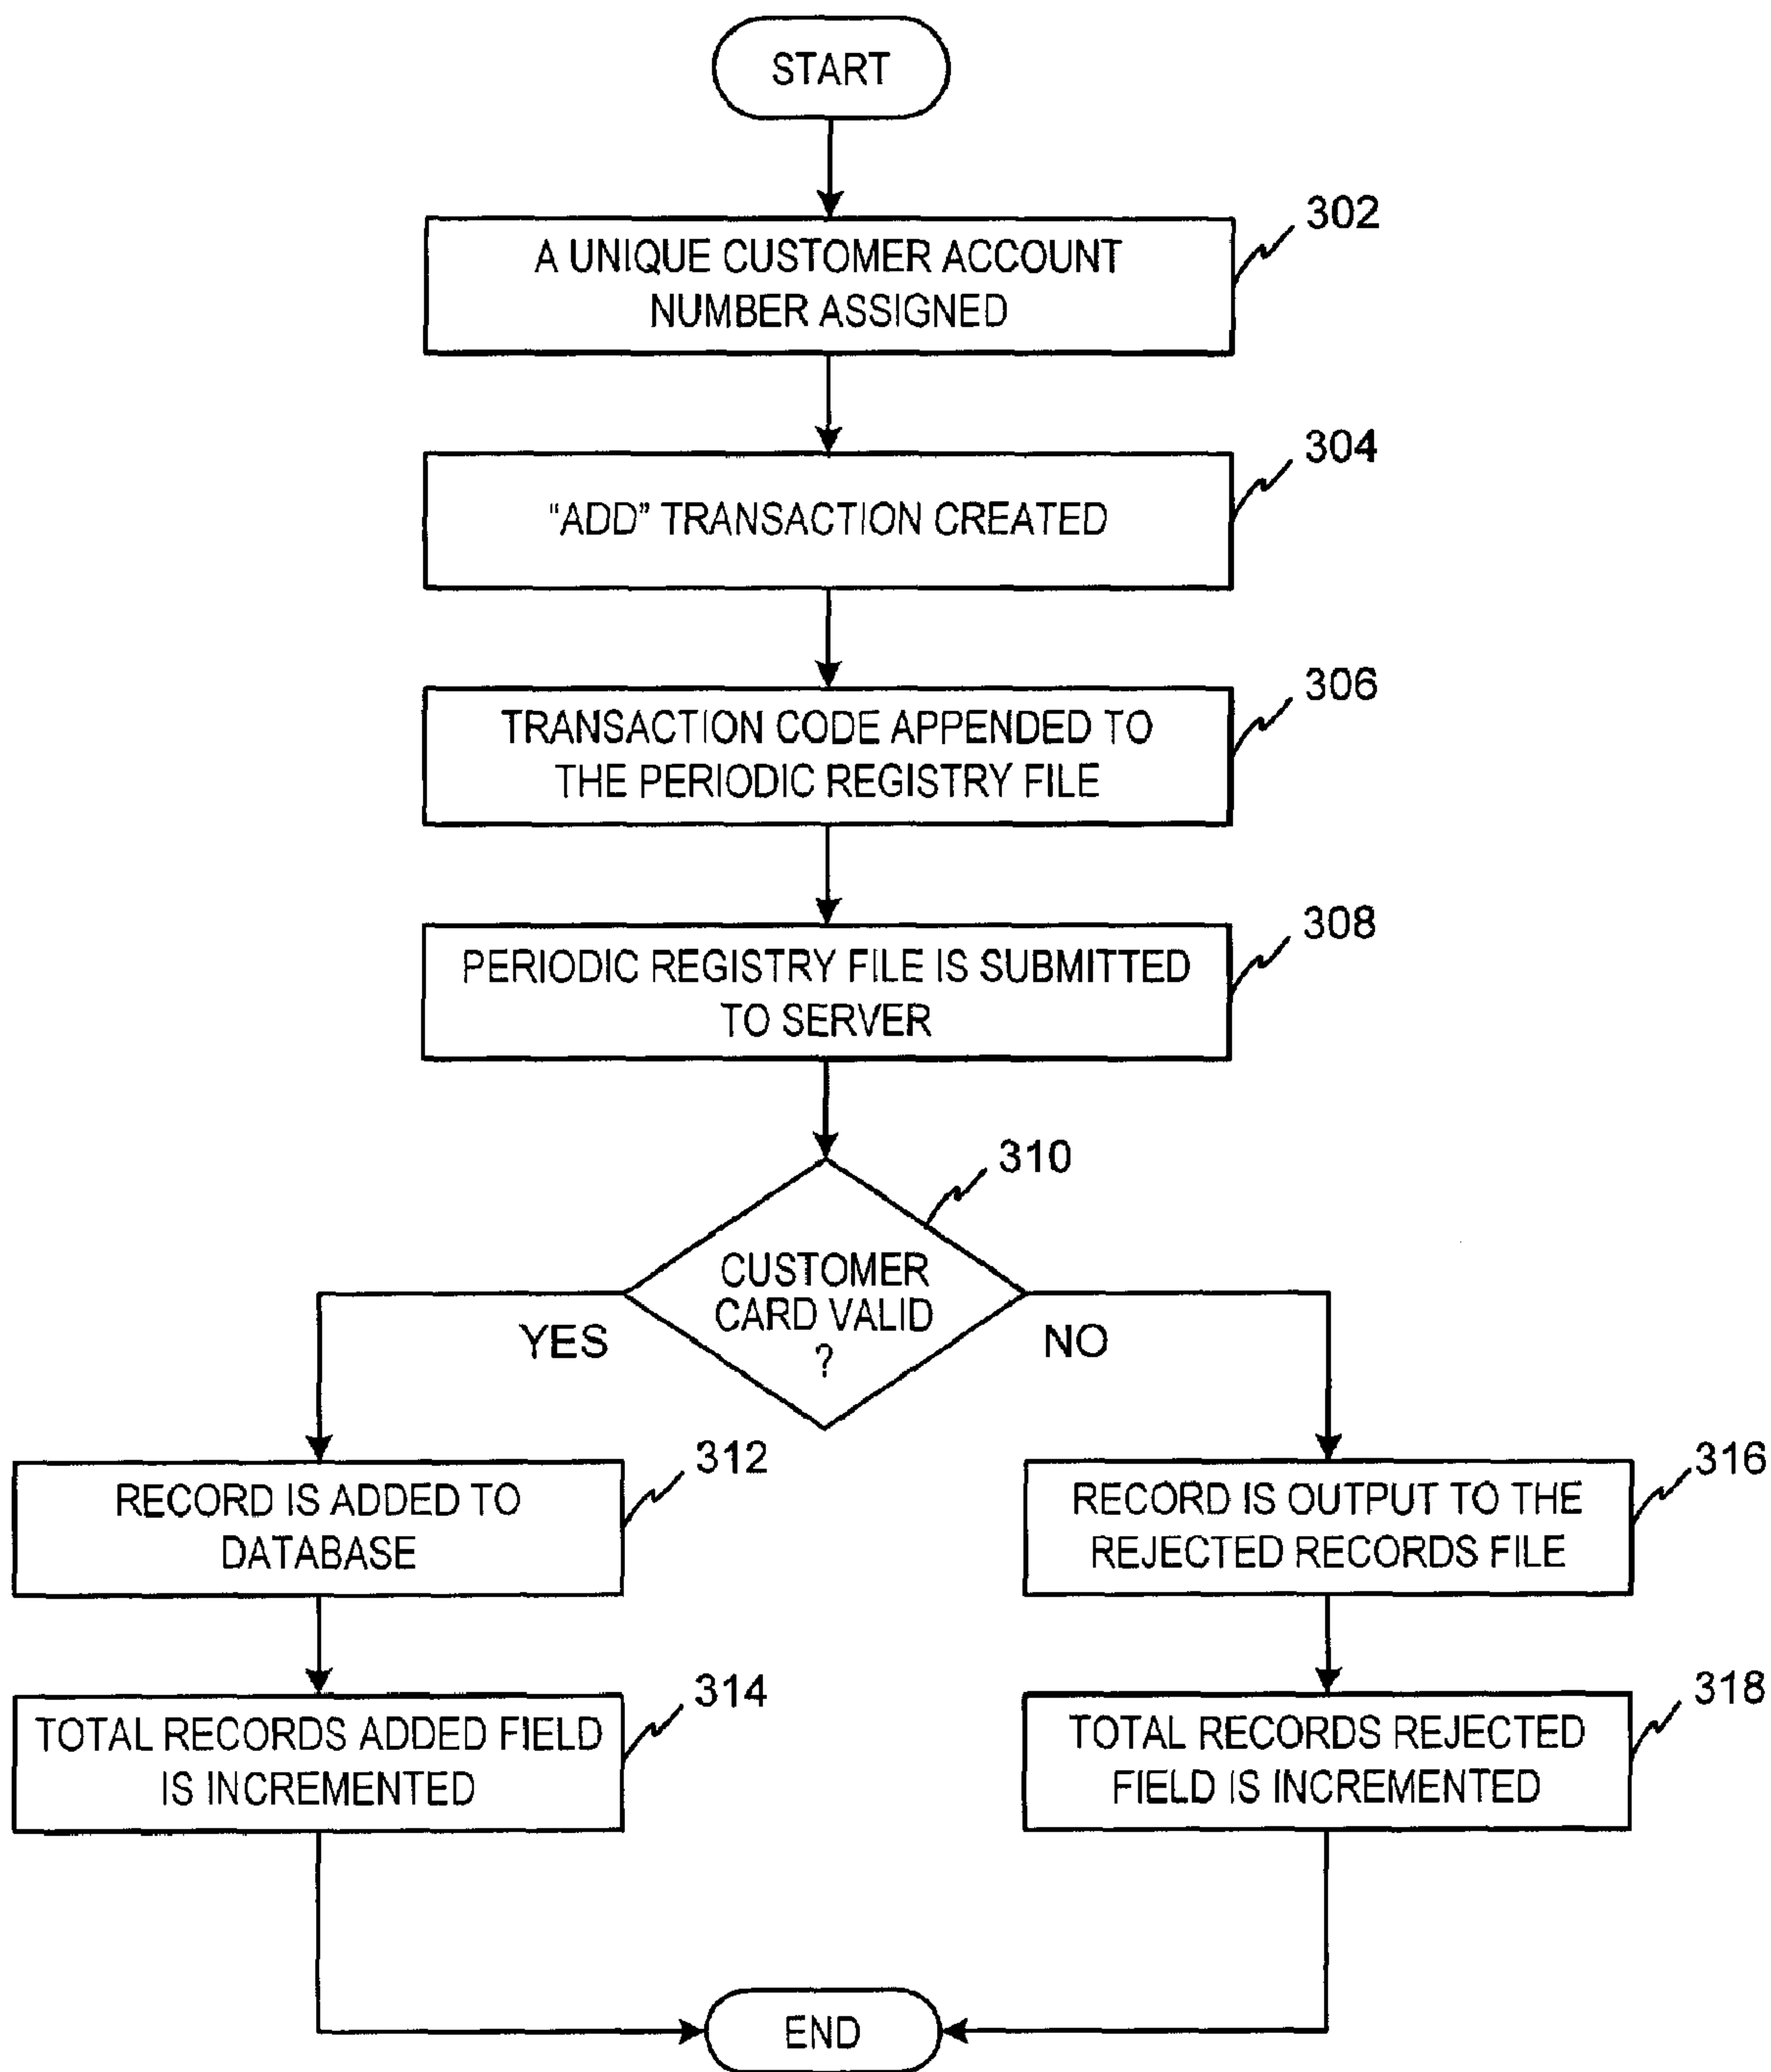 START
302
A UNIQUE CUSTOMER ACCOUNT
NUMBER ASSIGNED
304
"ADD" TRANSACTION CREATED
306
TRANSACTION CODE APPENDED TO
THE PERIODIC REGISTRY FILE
308
PERIODIC REGISTRY FILE IS SUBMITTED
TO SERVER
310
CUSTOMER
CARD VALID
?
YES
NO
312
RECORD IS ADDED TO
DATABASE
316
RECORD IS OUTPUT TO THE
REJECTED RECORDS FILE
314
TOTAL RECORDS ADDED FIELD
IS INCREMENTED
318
TOTAL RECORDS REJECTED
FIELD IS INCREMENTED
END